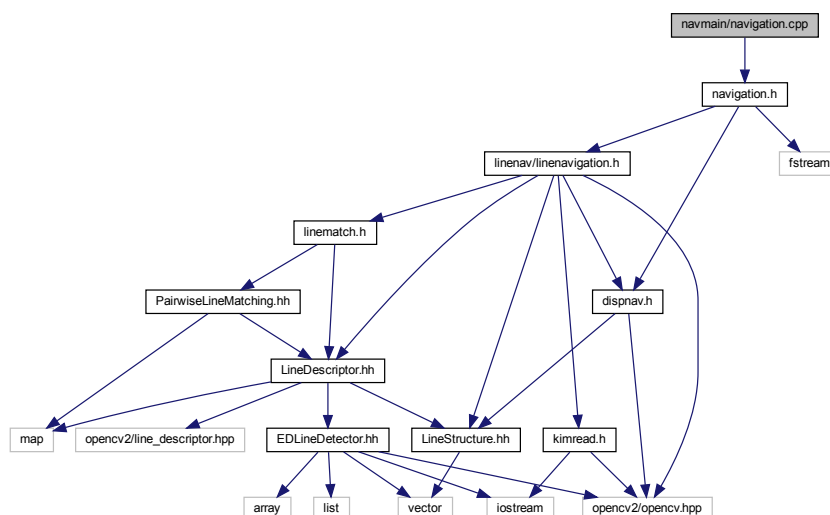 navmain/navigation.cpp
navigation.h
linenav/linenavigation.h
fstream
linematch.h
PairwiseLineMatching.hh
dispnav.h
LineDescriptor.hh
map
opencv2/line_descriptor.hpp
EDLineDetector.hh
LineStructure.hh
kimread.h
array
list
vector
iostream
opencv2/opencv.hpp